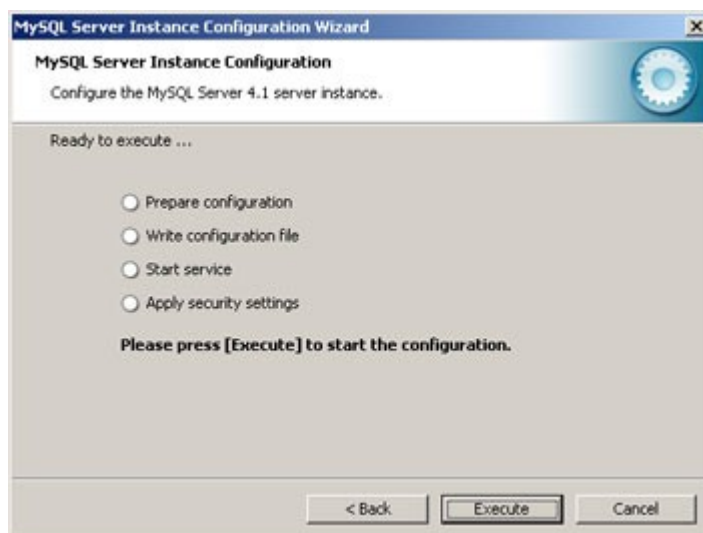 MySQL Server Instance Configuration Wizard
MySQL Server Instance Configuration
Configure the MySQL Server 4.1 server instance.
Ready to execute ...
Prepare configuration
Write configuration file
Start service
Apply security settings
Please press [Execute] to start the configuration.
< Back
Execute
Cancel